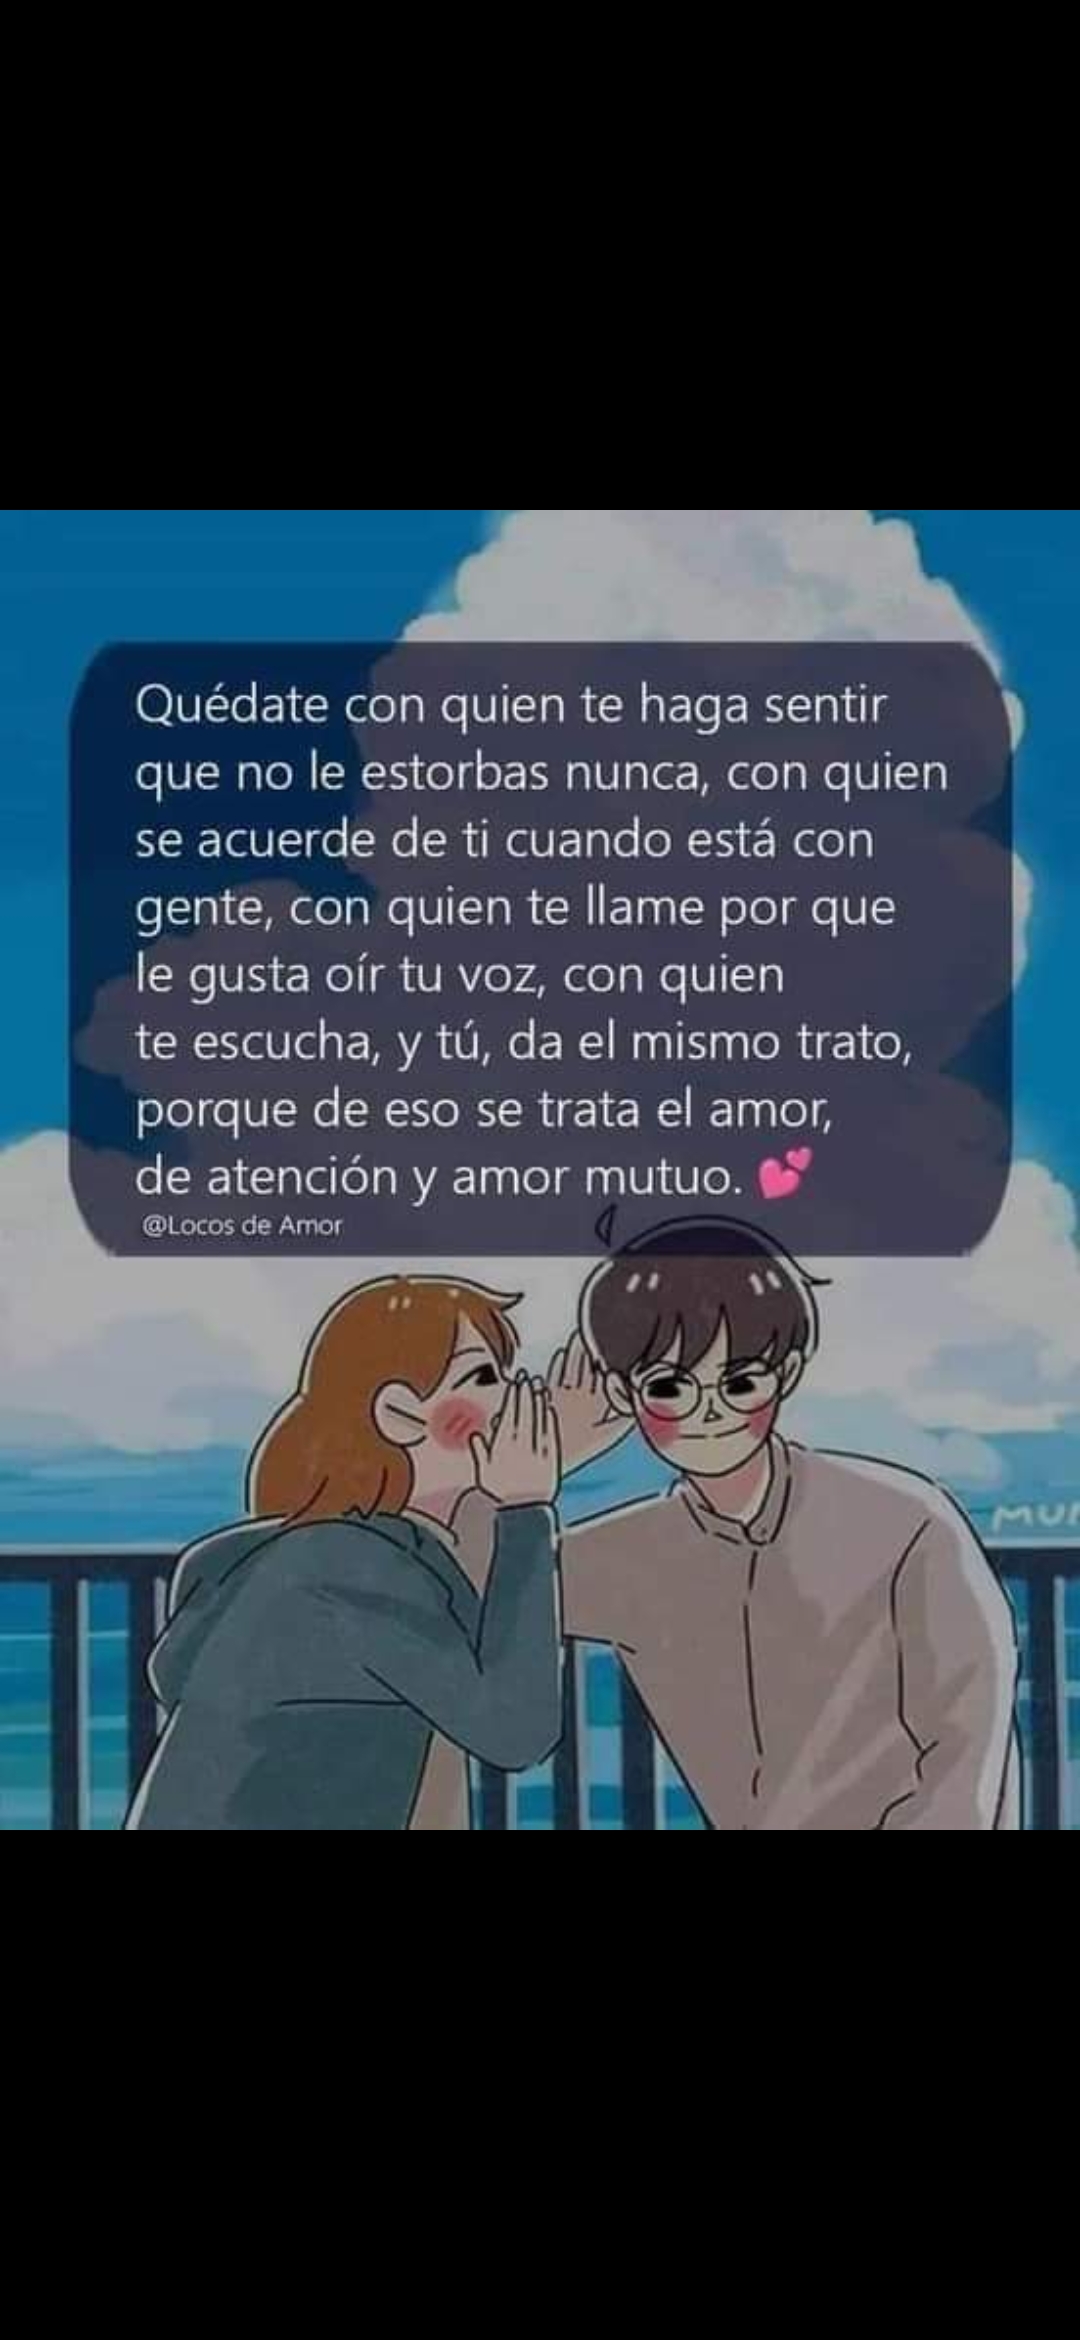 Quédate con quien te haga sentir
que no le estorbas nunca, con quien
se acuerde de ti cuando está con
gente, con quien te llame por que
le gusta oír tu voz, con quien
te escucha, y tú, da el mismo trato,
porque de eso se trata el amor,
de atención y amor mutuo. 💕
@Locos de Amor